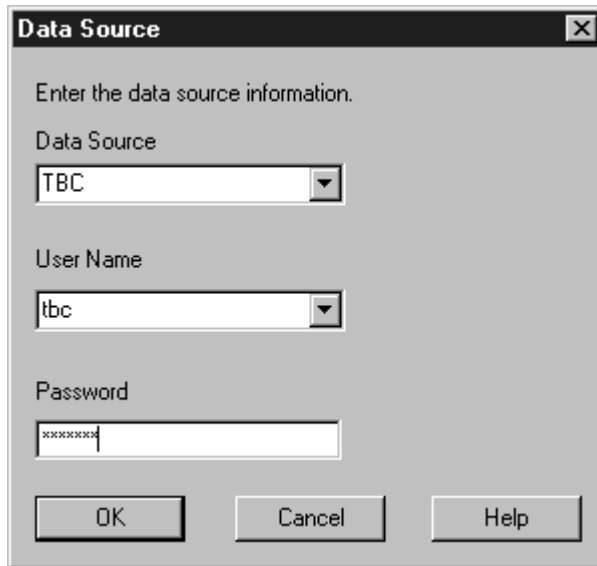 Data Source
Enter the data source information.
Data Source
TBC
User Name
tbc
Password
*******
OK Cancel Help